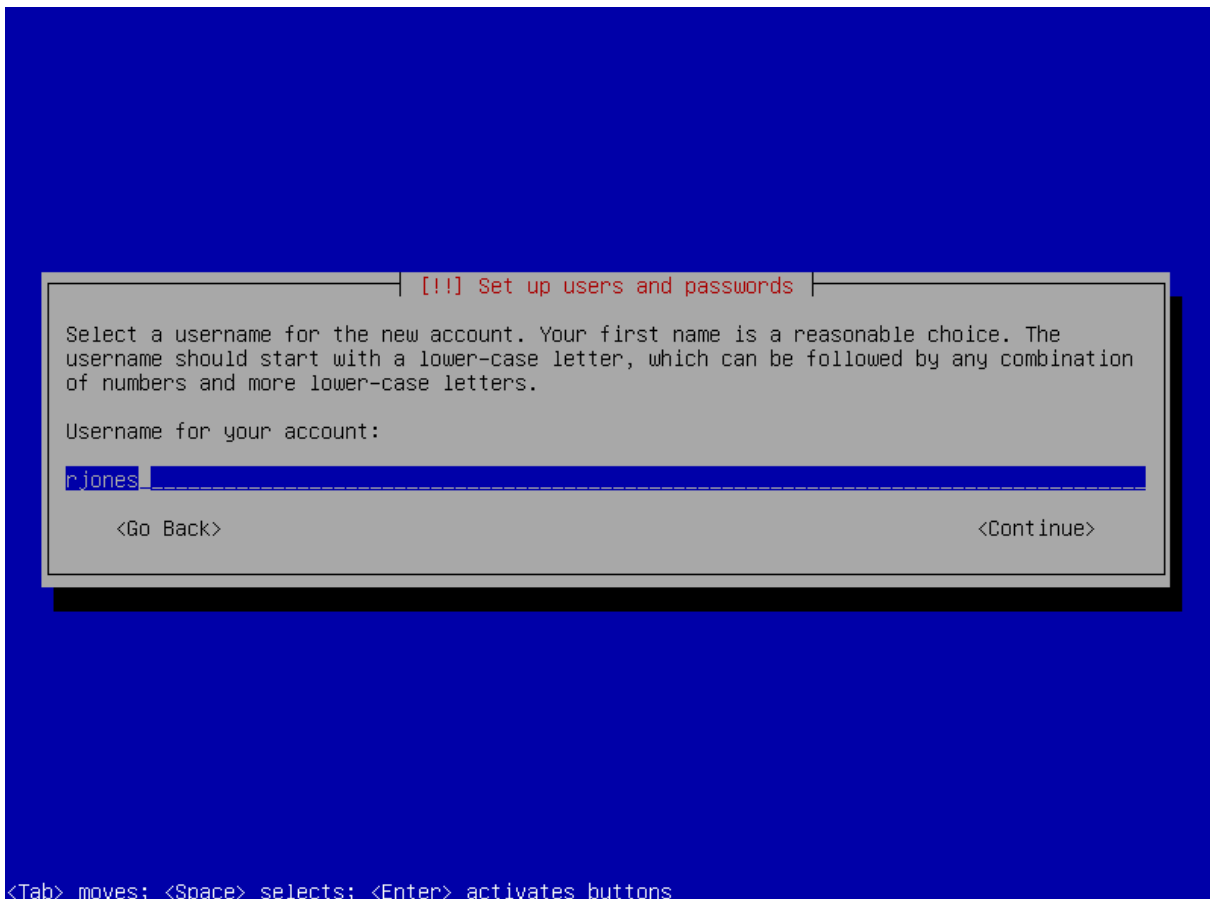 [!!] Set up users and passwords
Select a username for the new account. Your first name is a reasonable choice. The
username should start with a lower-case letter, which can be followed by any combination
of numbers and more lower-case letters.
Username for your account:
rjones
<Go Back> <Continue>
<Tab> moves; <Space> selects; <Enter> activates buttons